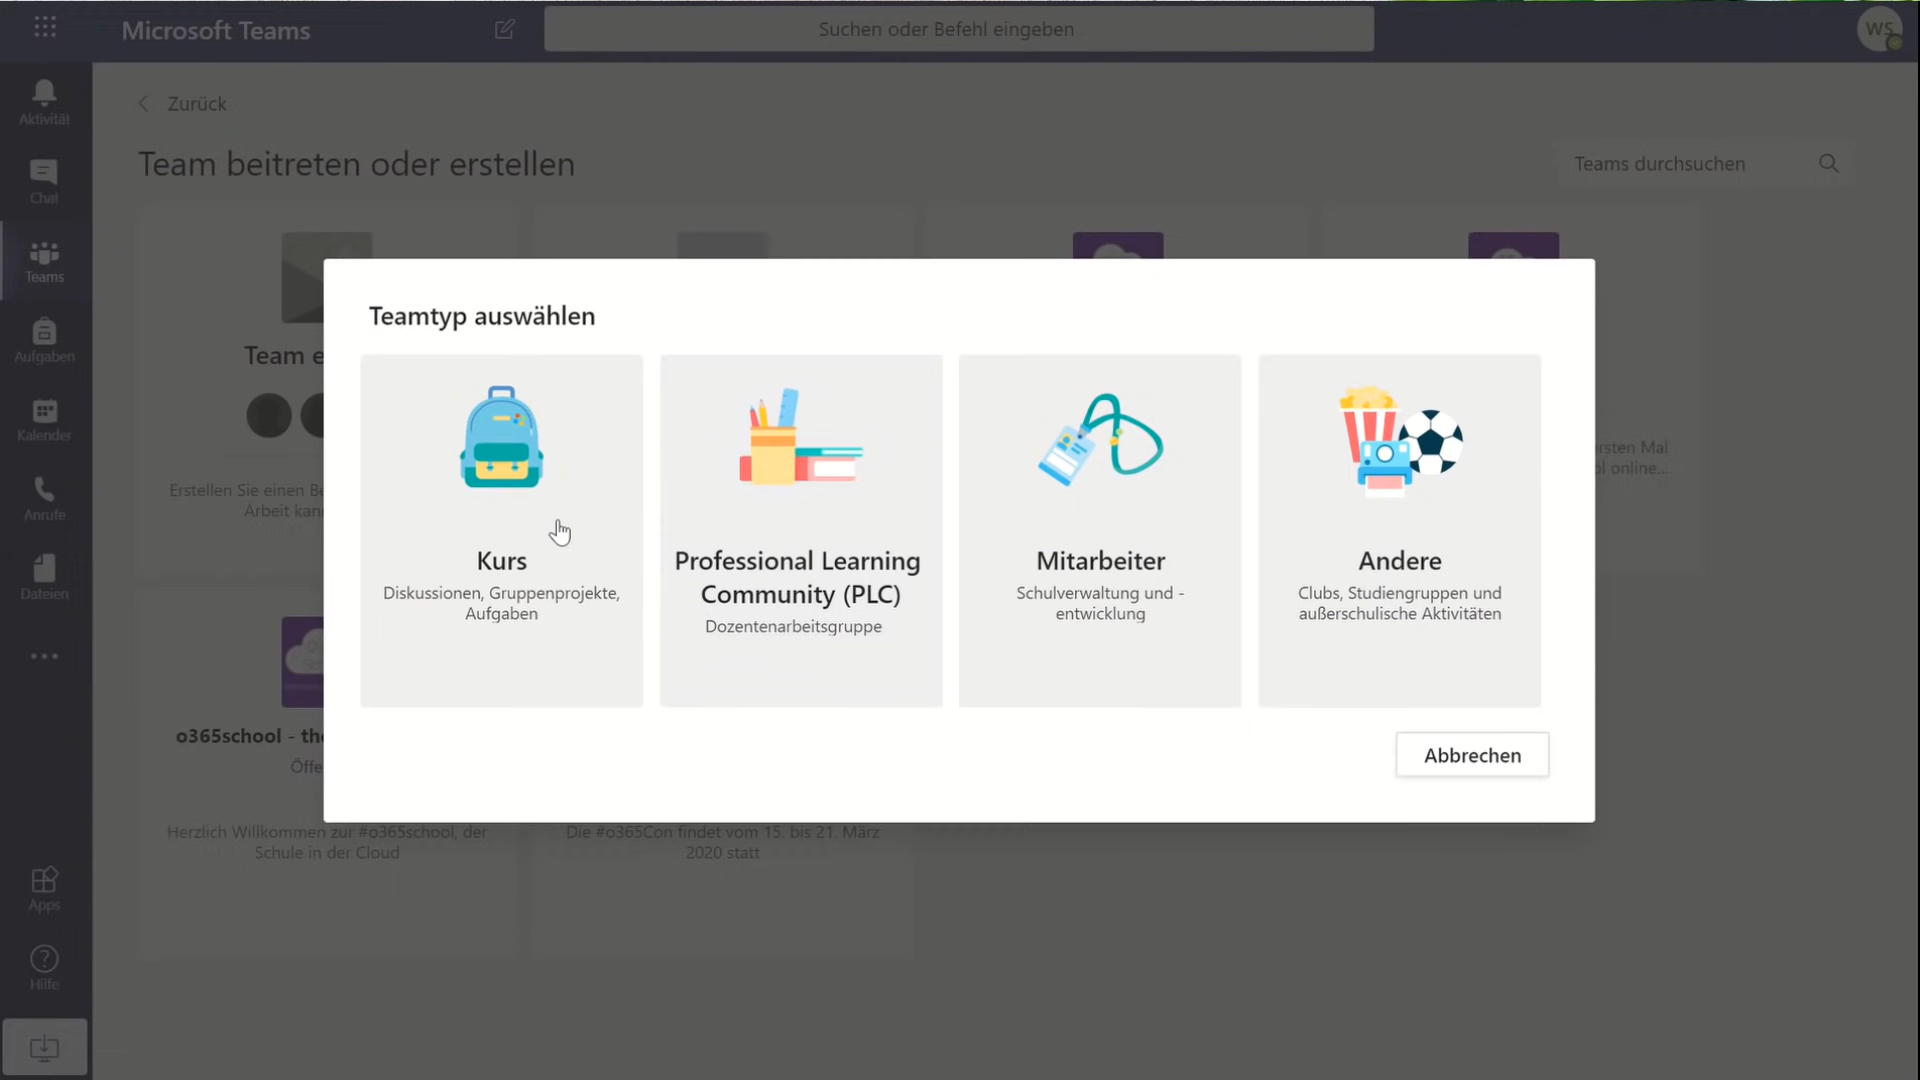 Microsoft Teams
Suchen oder Befehl eingeben
WS
Aktivität
Chat
Teams
Aufgaben
Kalender
Anrufe
Dateien
Apps
Hilfe
Zurück
Team beitreten oder erstellen
Teams durchsuchen
Team e
Erstellen Sie einen Be
Arbeit kan
rsten Mal
ol online...
Teamtyp auswählen
Kurs
Diskussionen, Gruppenprojekte,
Aufgaben
Professional Learning
Community (PLC)
Dozentenarbeitsgruppe
Mitarbeiter
Schulverwaltung und -
entwicklung
Andere
Clubs, Studiengruppen und
außerschulische Aktivitäten
Abbrechen
o365school - the
Öffe
Herzlich Willkommen zur #o365school, der
Schule in der Cloud
Die #o365Con findet vom 15. bis 21. März
2020 statt